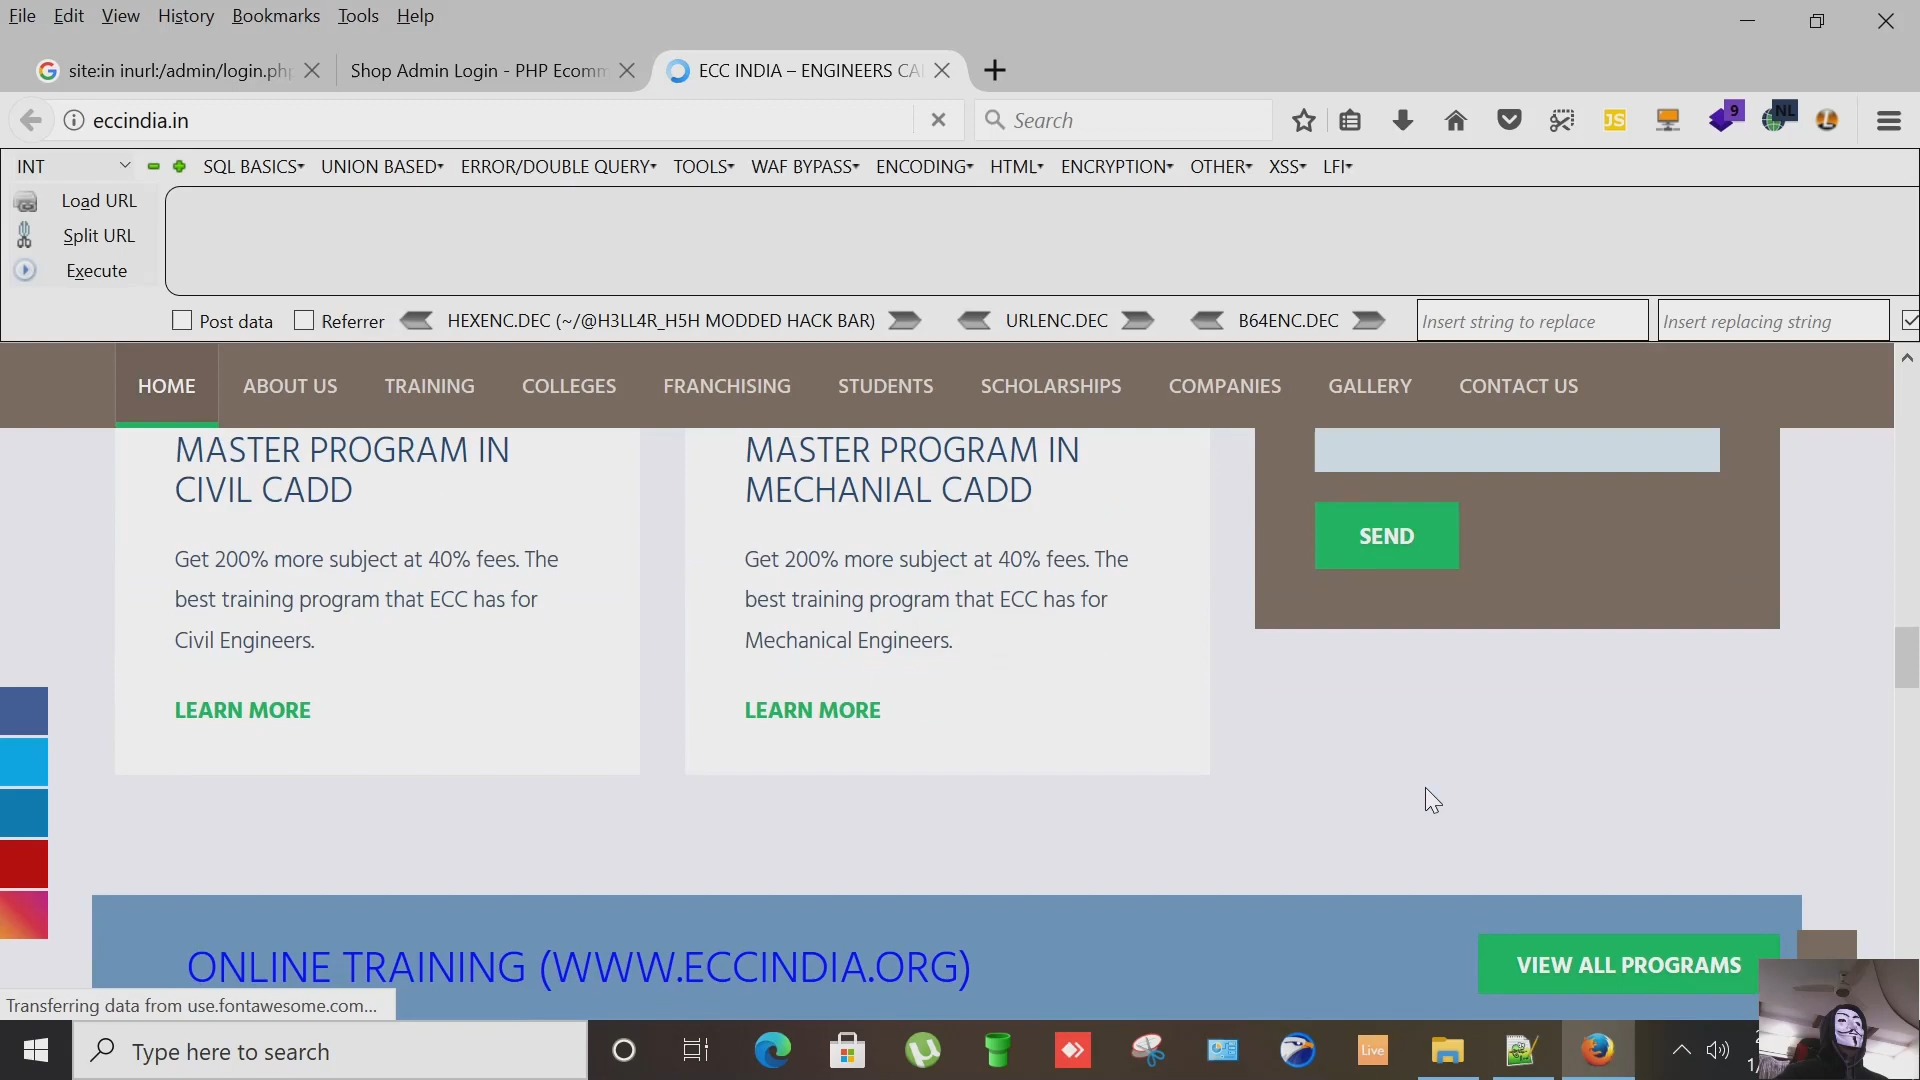 File Edit View History Bookmarks Tools Help
site:in inurl:/admin/login.php
Shop Admin Login - PHP Ecomm
ECC INDIA – ENGINEERS CA
eccindia.in
Search
JS
9
NL
INT
SQL BASICS
UNION BASED
ERROR/DOUBLE QUERY
TOOLS
WAF BYPASS
ENCODING
HTML
ENCRYPTION
OTHER
XSS
LFI
Load URL
Split URL
Execute
Post data
Referrer
HEXENC.DEC (~/@H3LL4R_H5H MODDED HACK BAR)
URLENC.DEC
B64ENC.DEC
Insert string to replace
Insert replacing string
HOME ABOUT US TRAINING COLLEGES FRANCHISING STUDENTS SCHOLARSHIPS COMPANIES GALLERY CONTACT US
MASTER PROGRAM IN
CIVIL CADD
Get 200% more subject at 40% fees. The
best training program that ECC has for
Civil Engineers.
LEARN MORE
MASTER PROGRAM IN
MECHANIAL CADD
Get 200% more subject at 40% fees. The
best training program that ECC has for
Mechanical Engineers.
LEARN MORE
SEND
ONLINE TRAINING (WWW.ECCINDIA.ORG)
VIEW ALL PROGRAMS
Transferring data from use.fontawesome.com...
Type here to search
Live